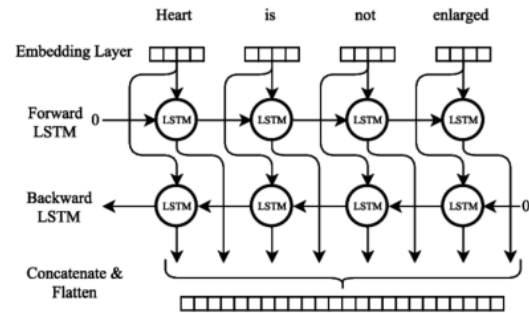 Heart is not enlarged
Embedding Layer
Forward
LSTM
0
LSTM LSTM LSTM LSTM
Backward
LSTM
LSTM LSTM LSTM LSTM
0
Concatenate &
Flatten